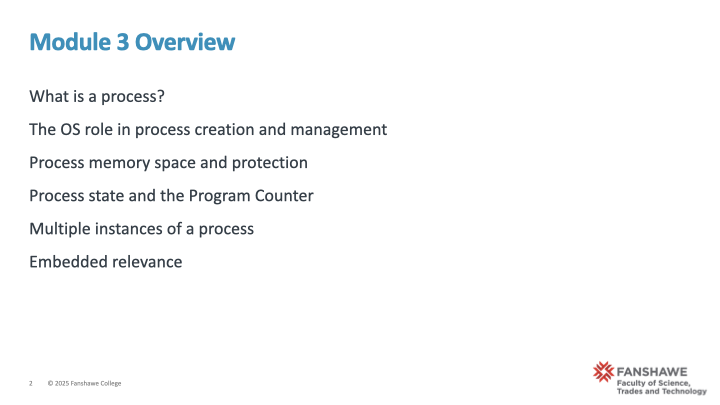 Module 3 Overview
What is a process?
The OS role in process creation and management
Process memory space and protection
Process state and the Program Counter
Multiple instances of a process
Embedded relevance
2 © 2025 Fanshawe College
FANSHAWE
Faculty of Science,
Trades and Technology